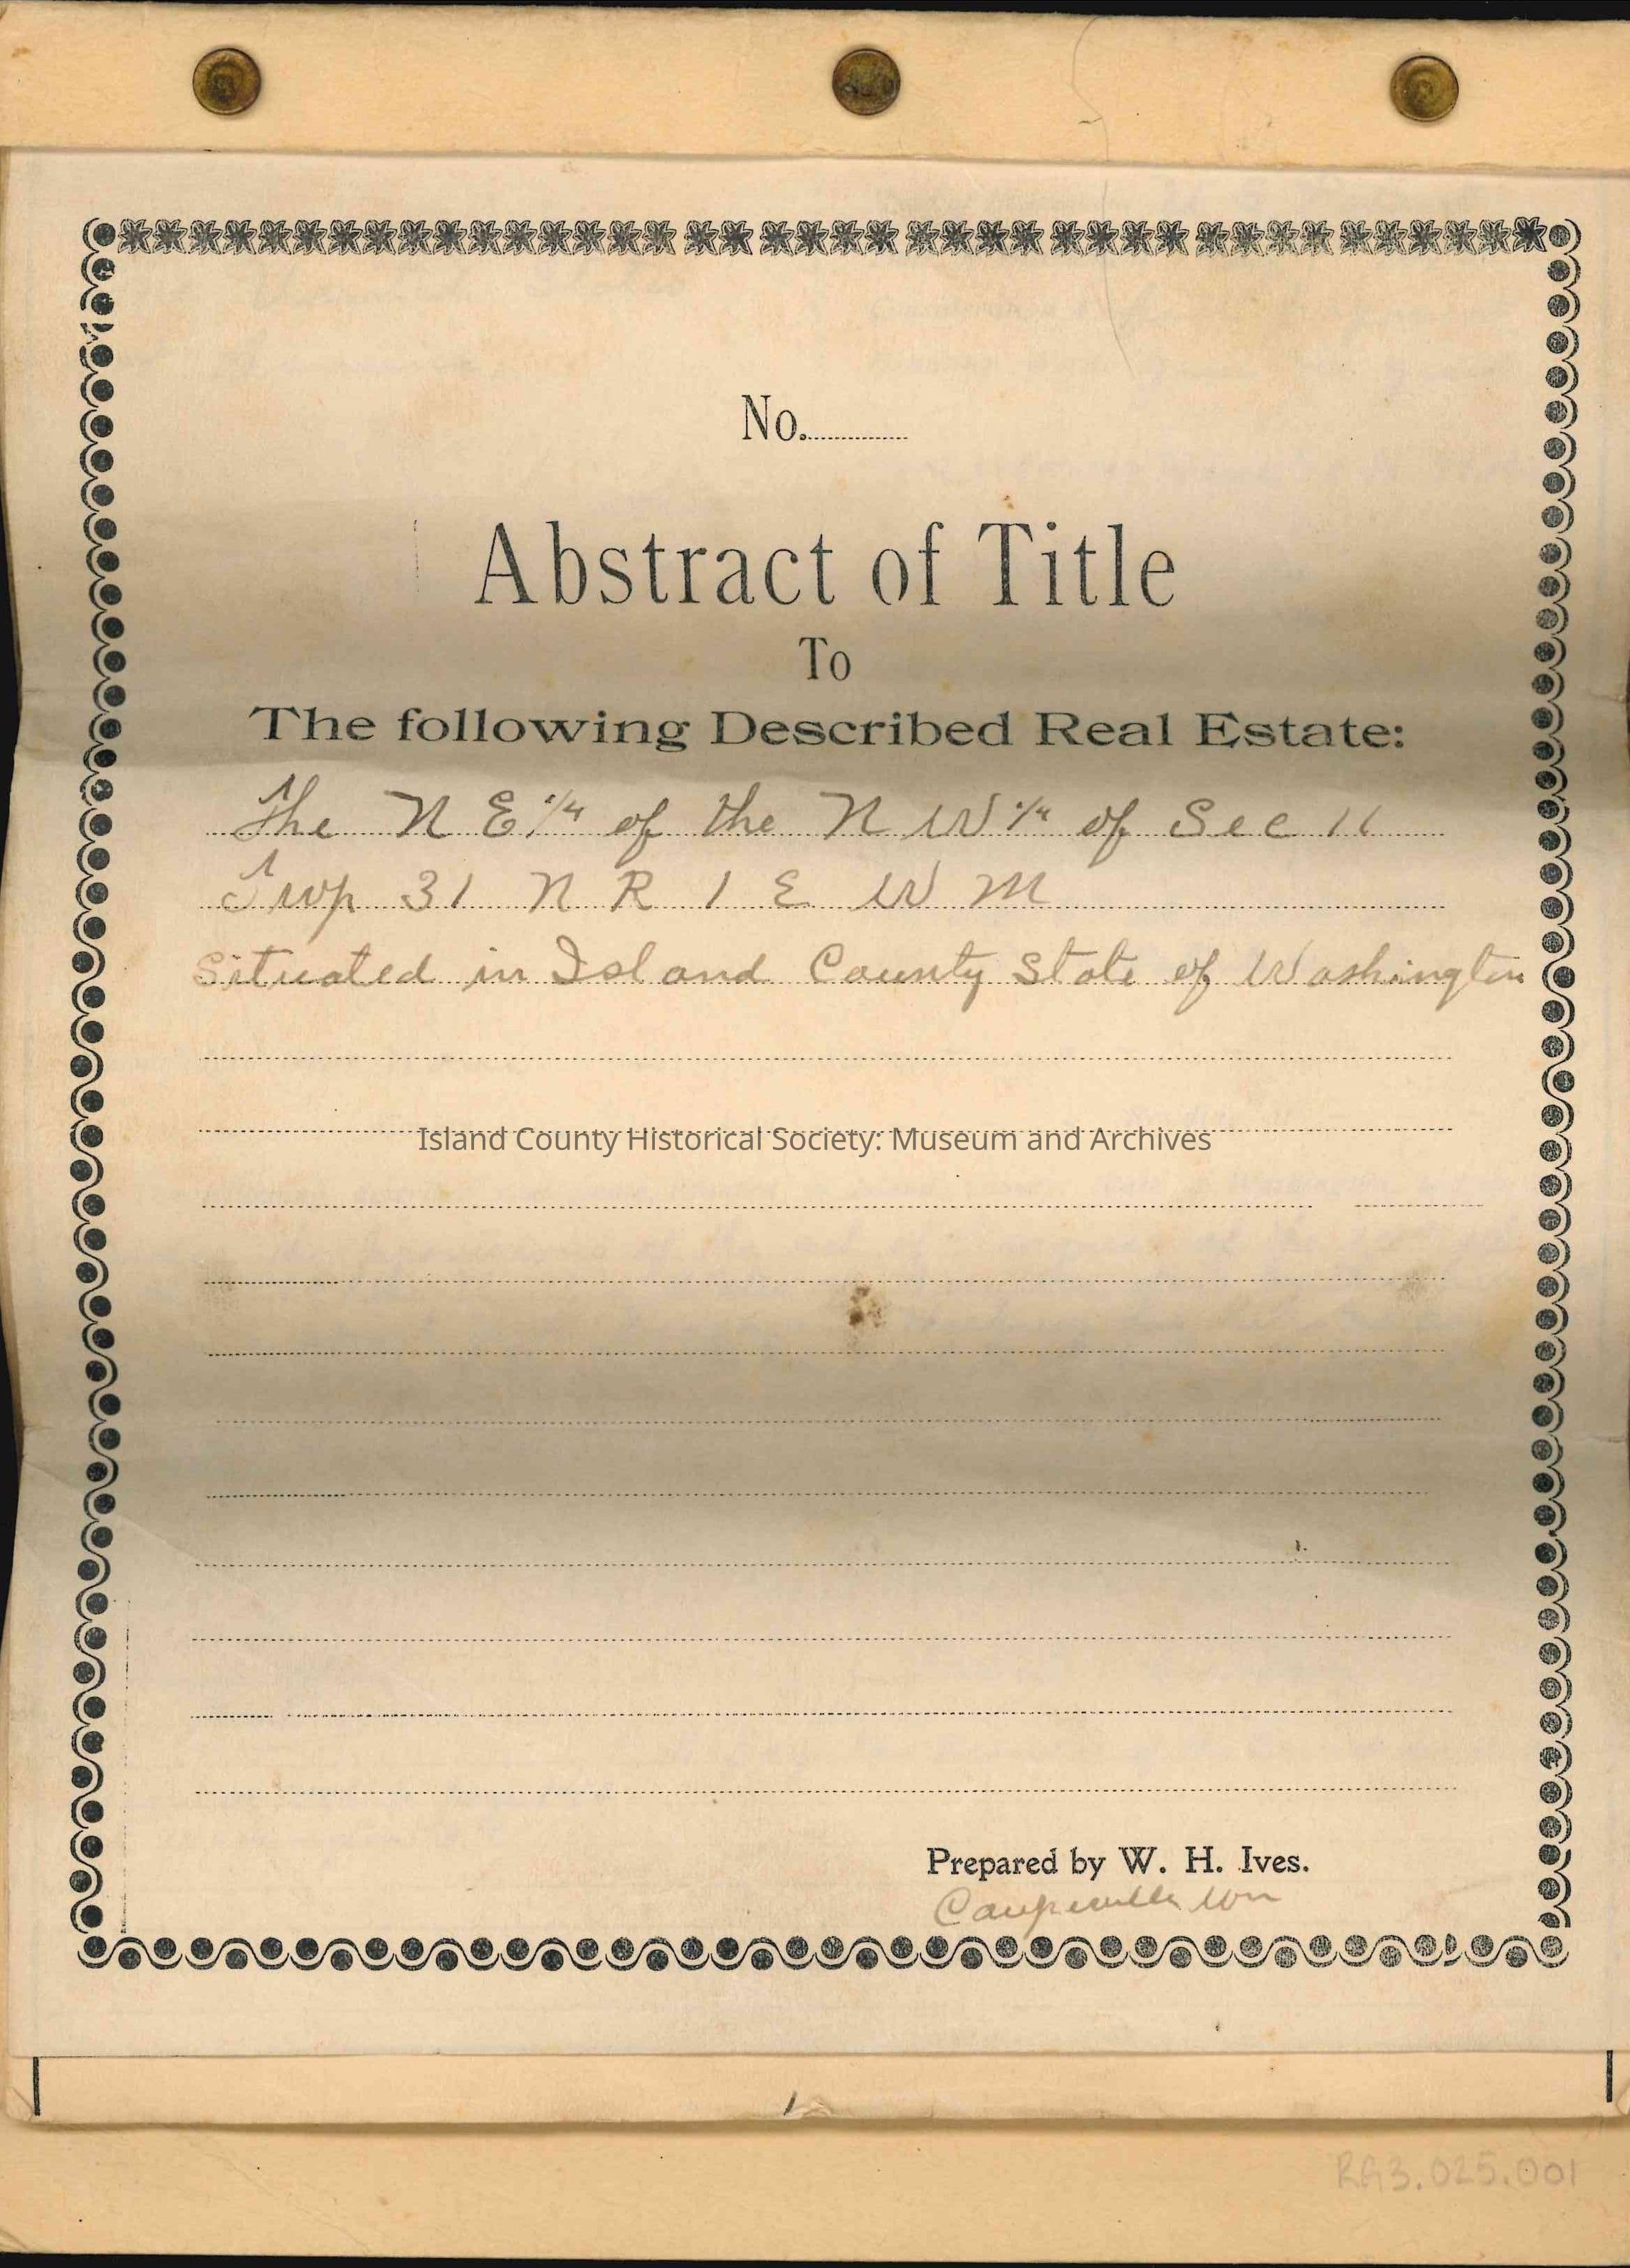 No.
Abstract of Title
To
The following Described Real Estate:
The N E 1/4 of the N W 1/4 of Sec 11
Twp 31 N R 1 E W M
Situated in Island County State of Washington
Island County Historical Society: Museum and Archives
Prepared by W. H. Ives.
Coupeville Wn
1
RG3.025.001